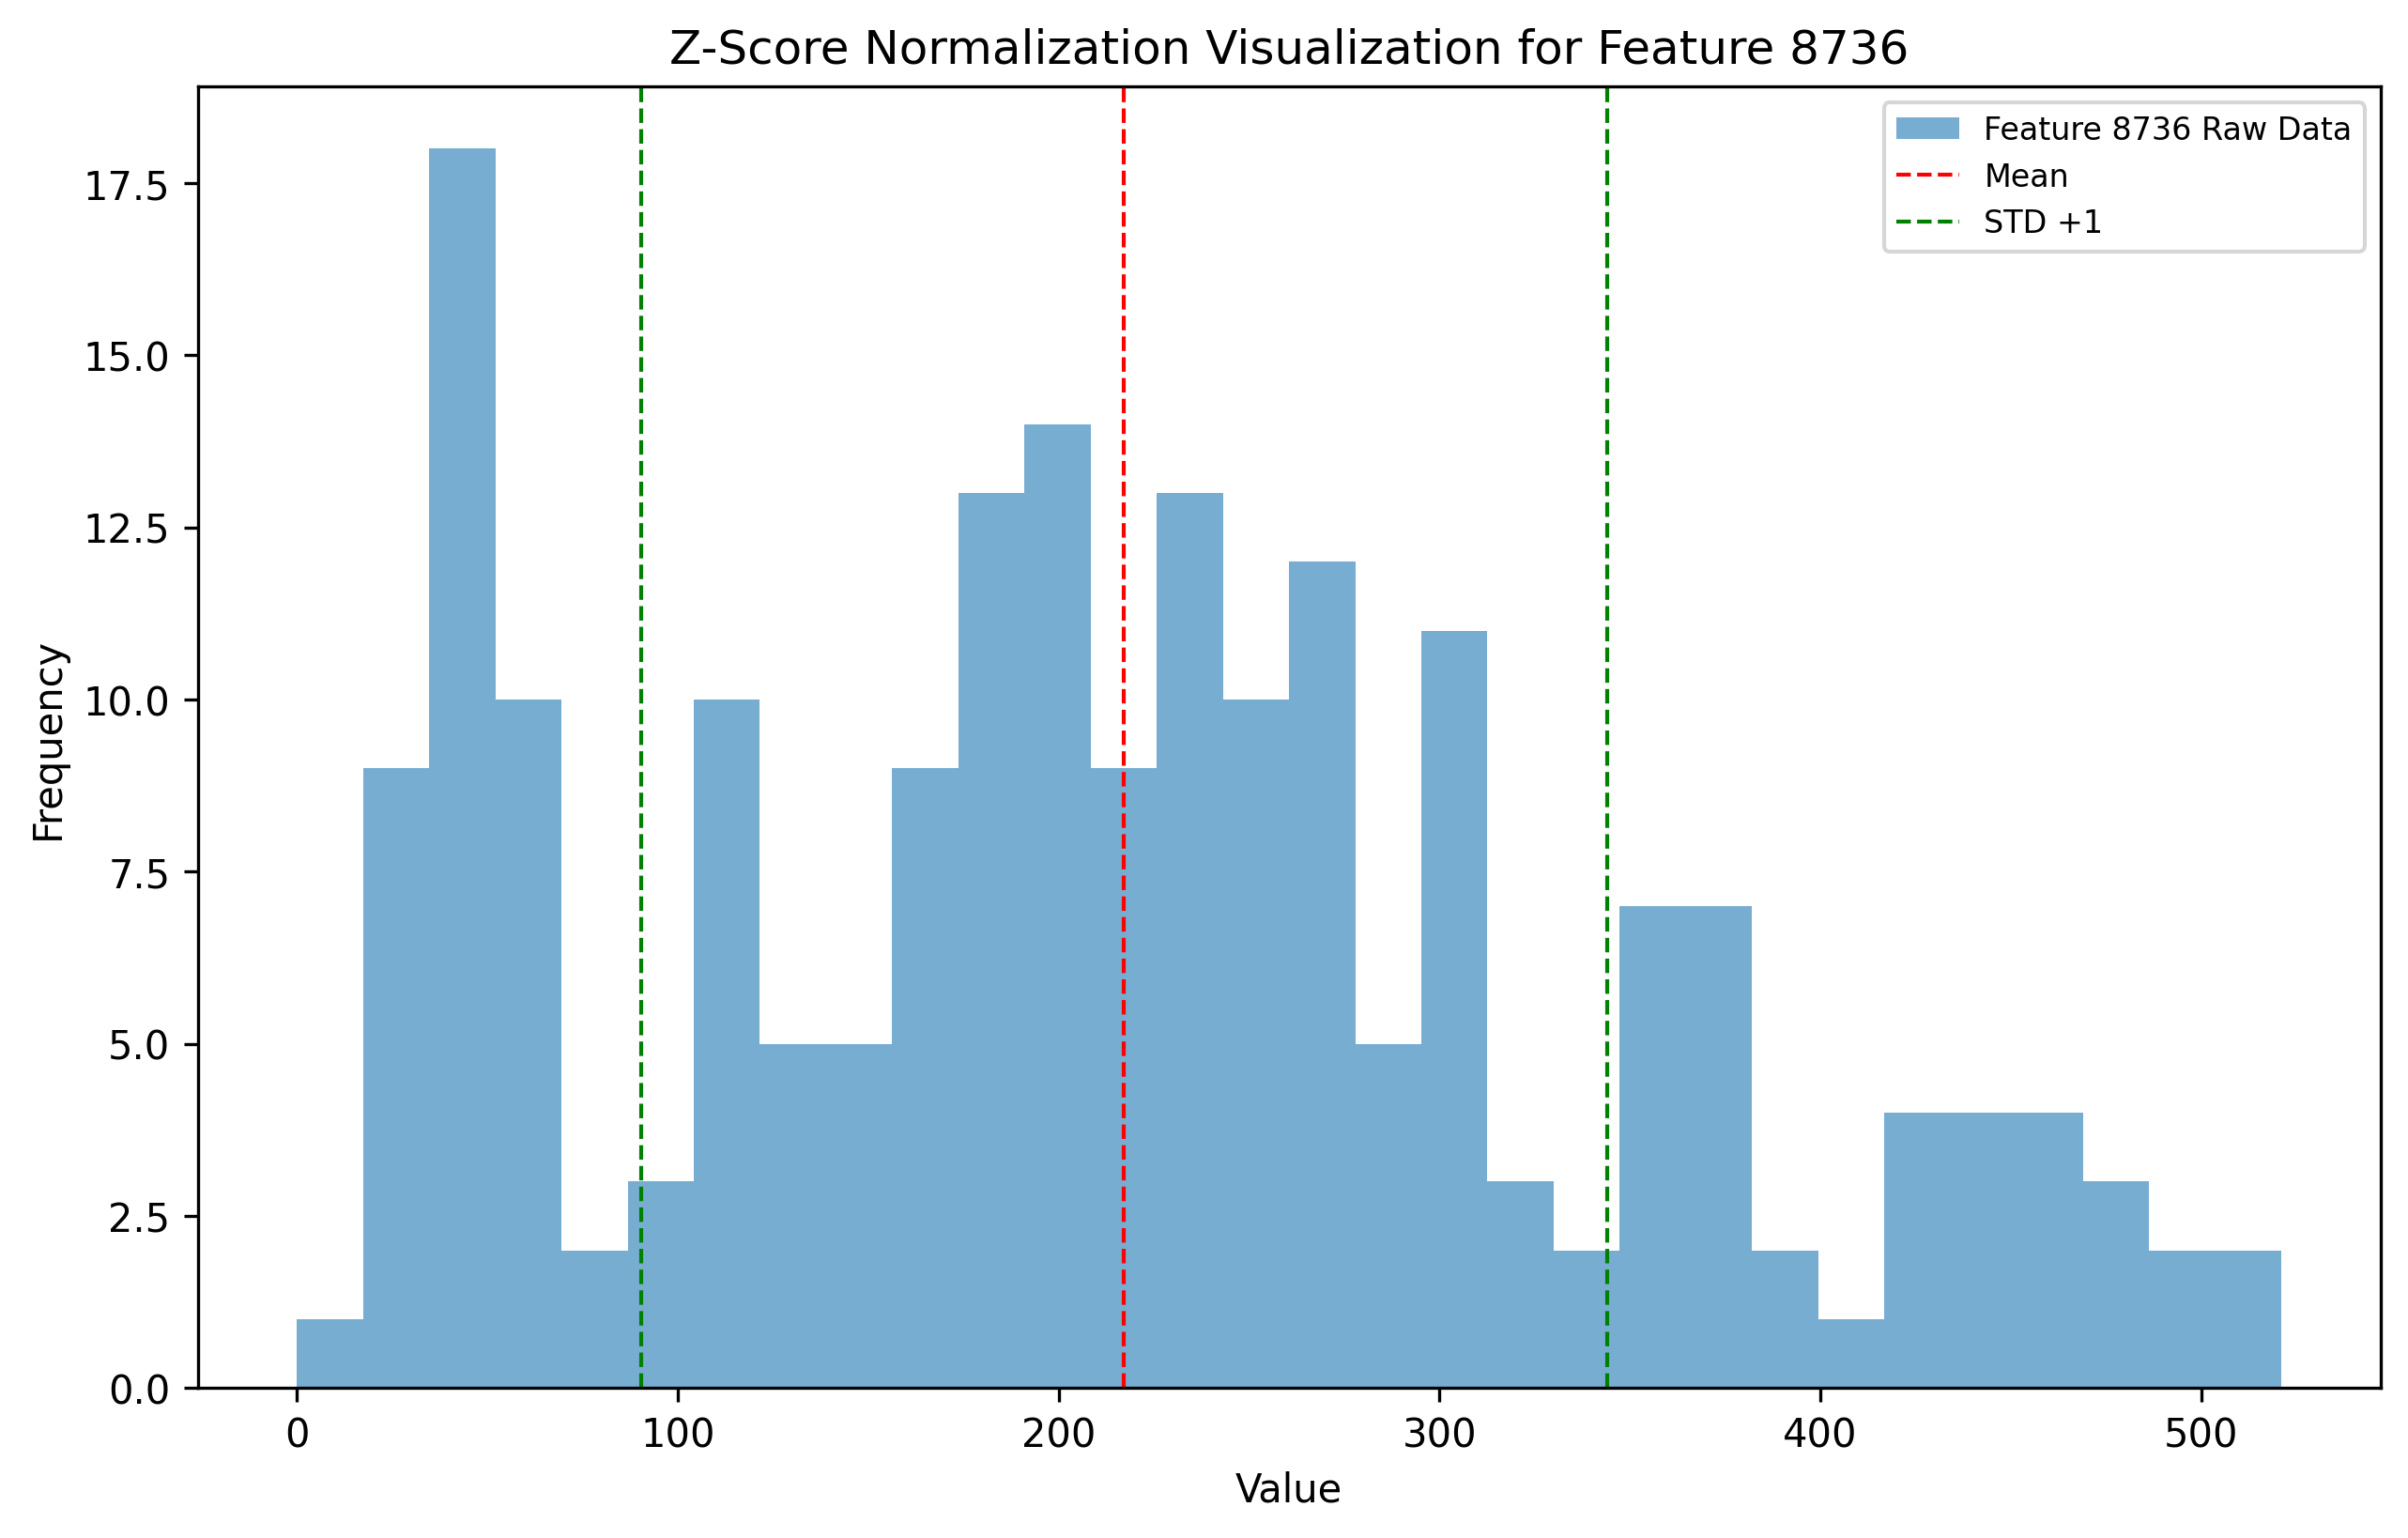 Z-Score Normalization Visualization for Feature 8736
Feature 8736 Raw Data
Mean
STD +1
Frequency
17.5
15.0
12.5
10.0
7.5
5.0
2.5
0.0
0 100 200 300 400 500
Value